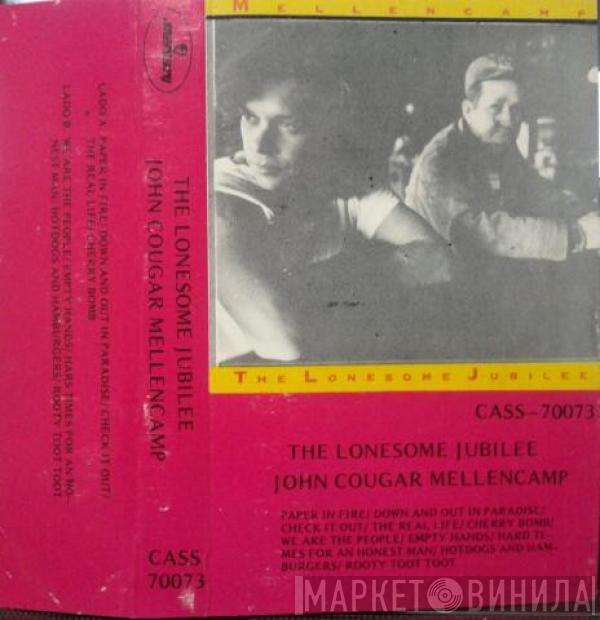 MELLENCAMP
THE LONESOME JUBILEE
CASS-70073
THE LONESOME JUBILEE
JOHN COUGAR MELLENCAMP
PAPER IN FIRE/ DOWN AND OUT IN PARADISE/
CHECK IT OUT/ THE REAL LIFE/ CHERRY BOMB/
WE ARE THE PEOPLE/ EMPTY HANDS/ HARD TI-
MES FOR AN HONEST MAN/ HOTDOGS AND HAM-
BURGERS/ ROOTY TOOT TOOT
mercury
THE LONESOME JUBILEE
JOHN COUGAR MELLENCAMP
CASS
70073
LADO A PAPER IN FIRE/ DOWN AND OUT IN PARADISE/ CHECK IT OUT/
THE REAL LIFE/ CHERRY BOMB
LADO B WE ARE THE PEOPLE/ EMPTY HANDS/ HARS TIMES FOR AN HO-
NEST MAN/ HOTDOGS AND HAMBURGERS/ ROOTY TOOT TOOT
МАРКЕТ ВИНИЛА